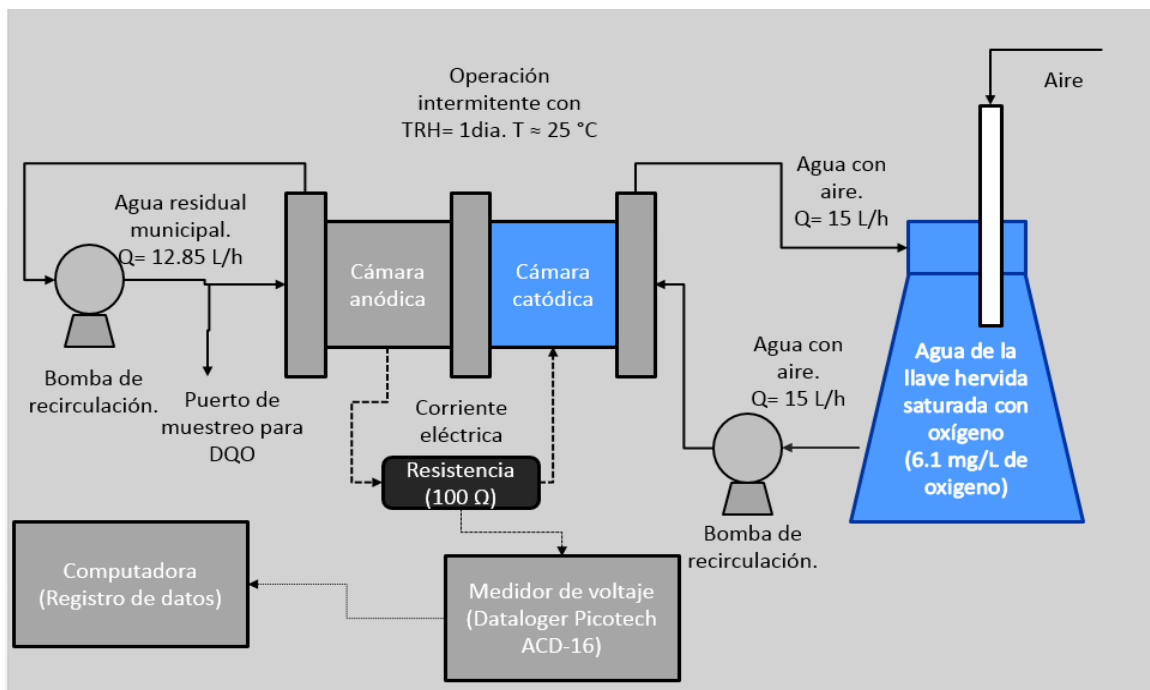 Operación
intermitente con
TRH= 1dia. T ≈ 25 °C
Aire
Agua residual
municipal.
Q= 12.85 L/h
Agua con
aire.
Q= 15 L/h
Cámara
anódica
Cámara
catódica
Bomba de
recirculación.
Puerto de
muestreo para
DQO
Corriente
eléctrica
Resistencia
(100 Ω)
Agua con
aire.
Q= 15 L/h
Agua de la
llave hervida
saturada con
oxígeno
(6.1 mg/L de
oxigeno)
Bomba de
recirculación.
Computadora
(Registro de datos)
Medidor de voltaje
(Dataloger Picotech
ACD-16)